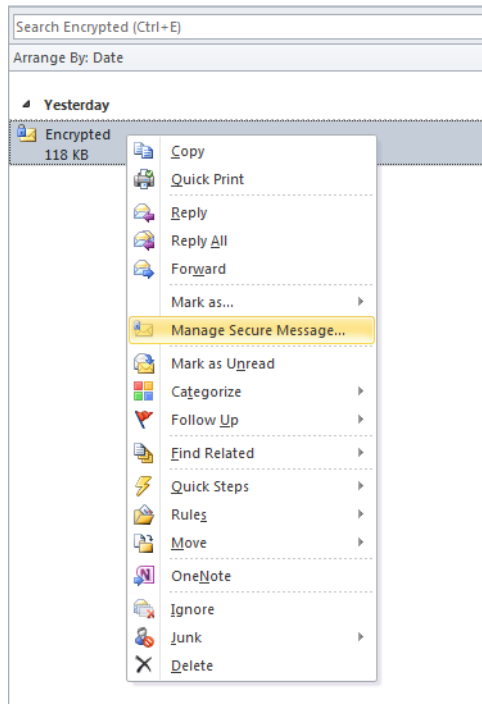 Search Encrypted (Ctrl+E)
Arrange By: Date
Yesterday
Encrypted
118 KB
Copy
Quick Print
Reply
Reply All
Forward
Mark as...
Manage Secure Message...
Mark as Unread
Categorize
Follow Up
Find Related
Quick Steps
Rules
Move
OneNote
Ignore
Junk
Delete